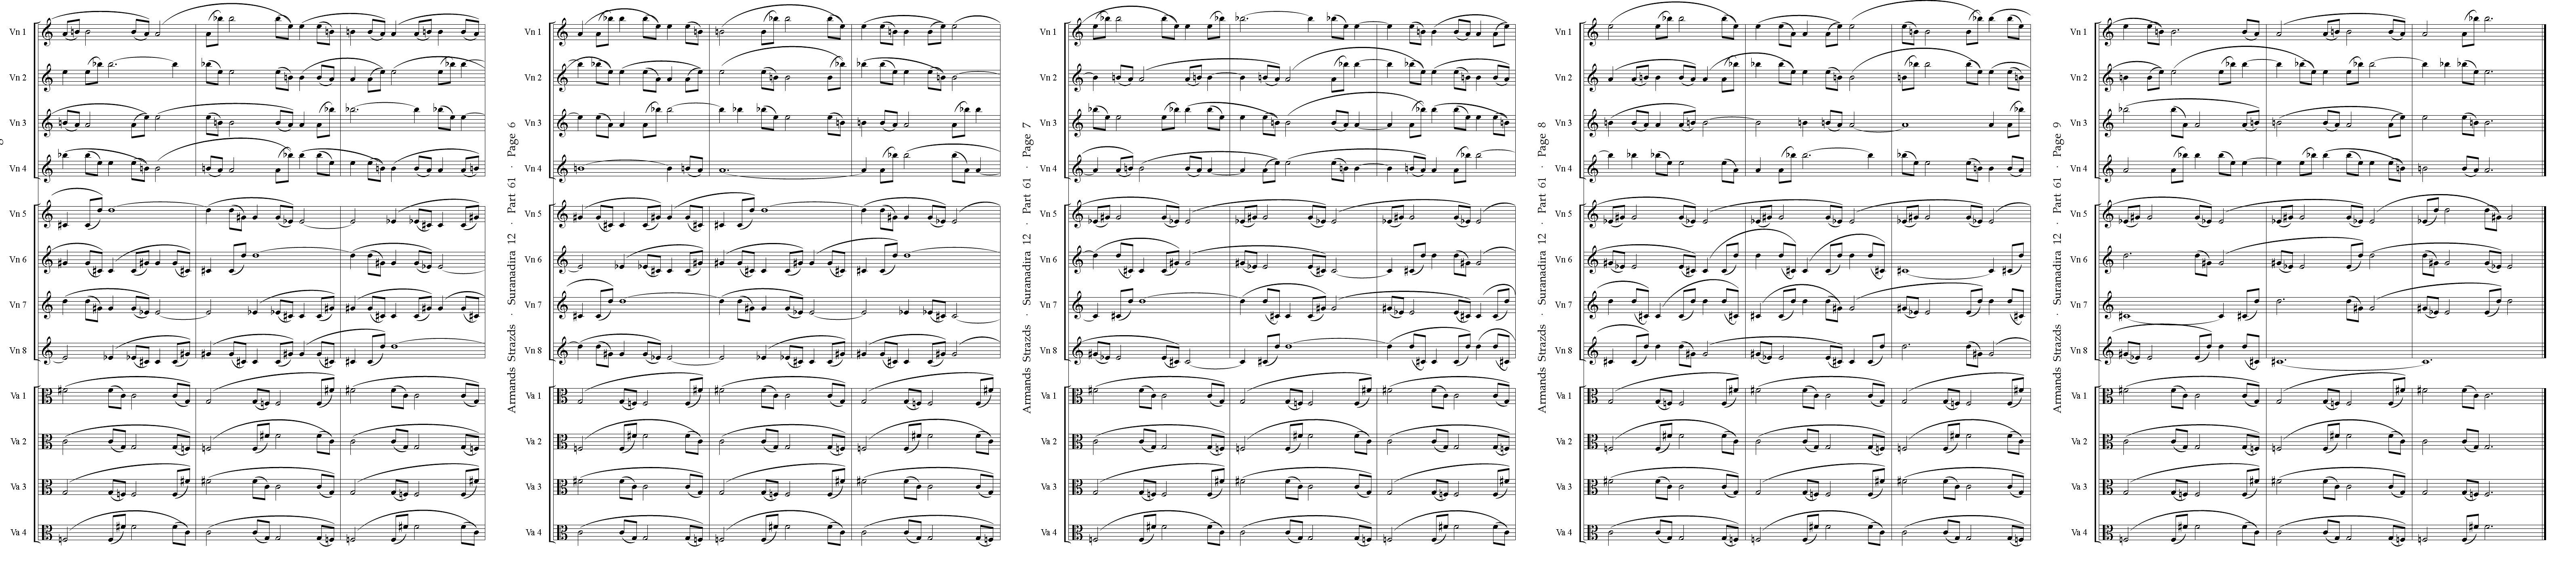 Vn 1
Vn 2
Vn 3
Vn 4
Vn 5
Vn 6
Vn 7
Vn 8
Va 1
Va 2
Va 3
Va 4
Armands Strazds · Suranadira 12 · Part 61 · Page 6
Vn 1
Vn 2
Vn 3
Vn 4
Vn 5
Vn 6
Vn 7
Vn 8
Va 1
Va 2
Va 3
Va 4
Armands Strazds · Suranadira 12 · Part 61 · Page 7
Vn 1
Vn 2
Vn 3
Vn 4
Vn 5
Vn 6
Vn 7
Vn 8
Va 1
Va 2
Va 3
Va 4
Armands Strazds · Suranadira 12 · Part 61 · Page 8
Vn 1
Vn 2
Vn 3
Vn 4
Vn 5
Vn 6
Vn 7
Vn 8
Va 1
Va 2
Va 3
Va 4
Armands Strazds · Suranadira 12 · Part 61 · Page 9
Vn 1
Vn 2
Vn 3
Vn 4
Vn 5
Vn 6
Vn 7
Vn 8
Va 1
Va 2
Va 3
Va 4